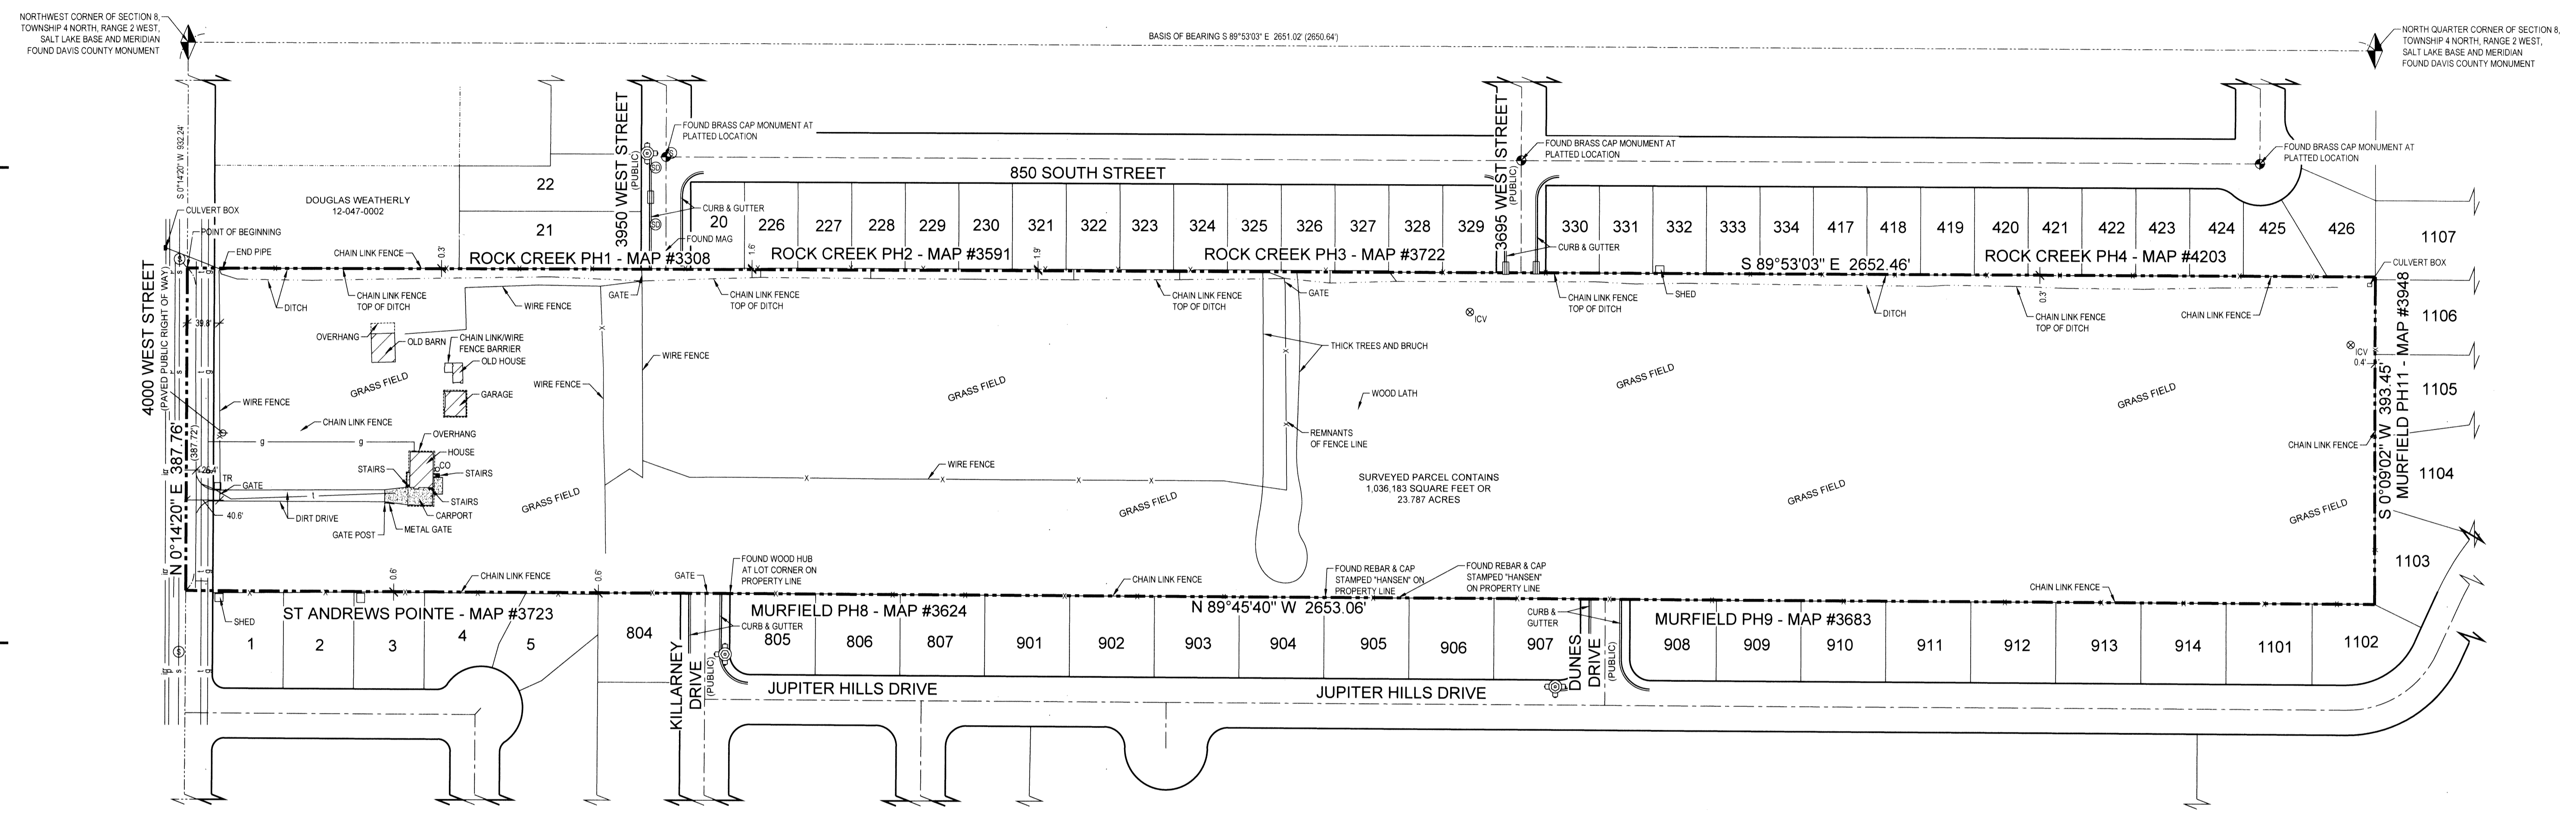 NORTHWEST CORNER OF SECTION 8,
TOWNSHIP 4 NORTH, RANGE 2 WEST,
SALT LAKE BASE AND MERIDIAN
FOUND DAVIS COUNTY MONUMENT
BASIS OF BEARING S 89°53'03" E 2651.02' (2650.64')
NORTH QUARTER CORNER OF SECTION 8,
TOWNSHIP 4 NORTH, RANGE 2 WEST,
SALT LAKE BASE AND MERIDIAN
FOUND DAVIS COUNTY MONUMENT
S 0°14'20" W 932.24'
3950 WEST STREET
(PUBLIC)
FOUND BRASS CAP MONUMENT AT
PLATTED LOCATION
3695 WEST STREET
(PUBLIC)
FOUND BRASS CAP MONUMENT AT
PLATTED LOCATION
FOUND BRASS CAP MONUMENT AT
PLATTED LOCATION
850 SOUTH STREET
S
SD
SD
DOUGLAS WEATHERLY
12-047-0002
22
21
CURB & GUTTER
FOUND MAG
20
226
227
228
229
230
321
322
323
324
325
326
327
328
329
330
331
332
333
334
417
418
419
420
421
422
423
424
425
426
1107
CULVERT BOX
POINT OF BEGINNING
END PIPE
CHAIN LINK FENCE
0.3'
ROCK CREEK PH1 - MAP #3308
1.6'
ROCK CREEK PH2 - MAP #3591
1.9'
ROCK CREEK PH3 - MAP #3722
CURB & GUTTER
S 89°53'03" E 2652.46'
ROCK CREEK PH4 - MAP #4203
CULVERT BOX
4000 WEST STREET
(PAVED PUBLIC RIGHT OF WAY)
S
DITCH
CHAIN LINK FENCE
TOP OF DITCH
WIRE FENCE
GATE
CHAIN LINK FENCE
TOP OF DITCH
CHAIN LINK FENCE
TOP OF DITCH
GATE
ICV
CHAIN LINK FENCE
TOP OF DITCH
SHED
DITCH
0.3'
CHAIN LINK FENCE
TOP OF DITCH
CHAIN LINK FENCE
1106
39.8'
OVERHANG
OLD BARN
CHAIN LINK/WIRE
FENCE BARRIER
OLD HOUSE
WIRE FENCE
THICK TREES AND BRUCH
ICV
0.4'
GRASS FIELD
WIRE FENCE
GARAGE
WIRE FENCE
GRASS FIELD
WOOD LATH
GRASS FIELD
GRASS FIELD
1105
CHAIN LINK FENCE
OVERHANG
REMNANTS
OF FENCE LINE
CHAIN LINK FENCE
S 0°09'02" W 393.45'
MURFIELD PH11 - MAP #3948
N 0°14'20" E 387.76'
(387.72')
g
g
HOUSE
CO
STAIRS
STAIRS
STAIRS
CARPORT
METAL GATE
GATE POST
26.4'
TR
GATE
t
DIRT DRIVE
40.6'
WIRE FENCE
GRASS FIELD
GRASS FIELD
SURVEYED PARCEL CONTAINS
1,036,183 SQUARE FEET OR
23.787 ACRES
GRASS FIELD
GRASS FIELD
1104
1103
0.6'
CHAIN LINK FENCE
0.6'
GATE
FOUND WOOD HUB
AT LOT CORNER ON
PROPERTY LINE
CHAIN LINK FENCE
FOUND REBAR & CAP
STAMPED "HANSEN" ON
PROPERTY LINE
FOUND REBAR & CAP
STAMPED "HANSEN"
ON PROPERTY LINE
CHAIN LINK FENCE
SHED
ST ANDREWS POINTE - MAP #3723
MURFIELD PH8 - MAP #3624
N 89°45'40" W 2653.06'
CURB &
GUTTER
MURFIELD PH9 - MAP #3683
CURB & GUTTER
1
2
3
4
5
804
805
806
807
901
902
903
904
905
906
907
908
909
910
911
912
913
914
1101
1102
S
KILLARNEY
DRIVE
(PUBLIC)
JUPITER HILLS DRIVE
JUPITER HILLS DRIVE
DUNES
DRIVE
(PUBLIC)